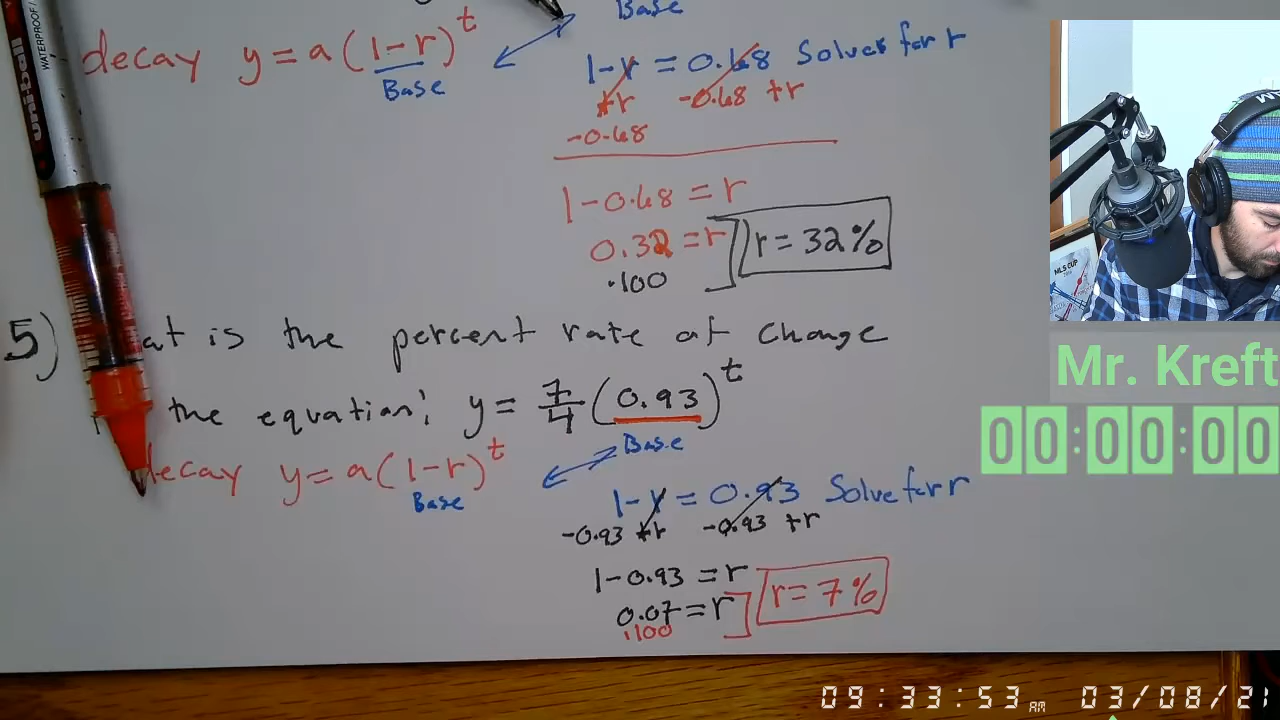 Base
decay y = a(1-r)^t
Base
1-r = 0.68 Solves for r
+r -0.68 +r
-0.68
1-0.68 = r
0.32 = r
.100
r = 32%
5) at is the percent rate of change
the equation: y = 7/4 (0.93)^t
Base
decay y = a(1-r)^t
Base
1-r = 0.93 Solve for r
-0.93 +r -0.93 +r
1-0.93 = r
0.07 = r
.100
r = 7%
WATERPROOF/
MLS CUP
Mr. Kreft
00:00:00
09:33:53 AM 03/08/21